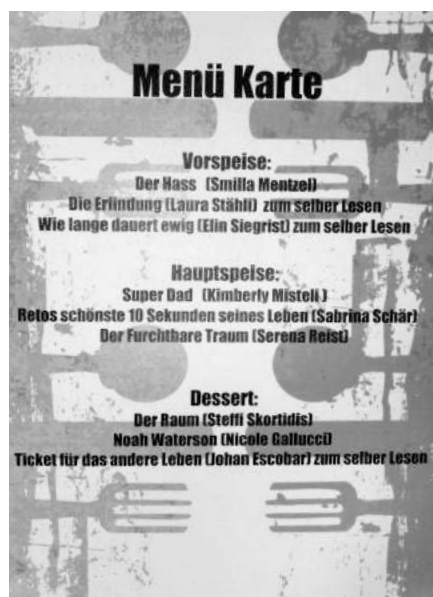 Menü Karte
Vorspeise:
Der Hass (Smilla Mentzel)
Die Erfindung (Laura Stähli) zum selber Lesen
Wie lange dauert ewig (Elin Siegrist) zum selber Lesen
Hauptspeise:
Super Dad (Kimberly Misteli )
Retos schönste 10 Sekunden seines Leben (Sabrina Schär)
Der Furchtbare Traum (Serena Reist)
Dessert:
Der Raum (Steffi Skortidis)
Noah Waterson (Nicole Gallucci)
Ticket für das andere Leben (Johan Escobar) zum selber Lesen